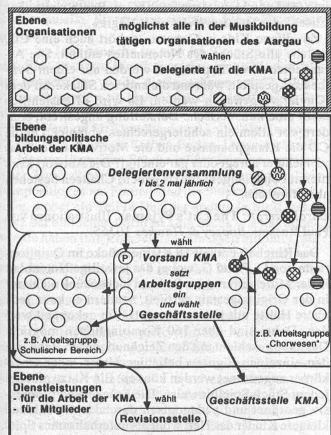 Ebene
Organisationen
möglichst alle in der Musikbildung
tätigen Organisationen des Aargau
wählen
Delegierte für die KMA
Ebene
Bildungspolitische
Arbeit der KMA
Delegiertenversammlung
1 bis 2 mal jährlich
wählt
P
Vorstand KMA
setzt
Arbeitsgruppen
ein
und wählt
Geschäftsstelle
z.B. Arbeitsgruppe
Schulischer Bereich
z.B. Arbeitsgruppe
„Chorwesen“
Ebene
Dienstleistungen
- für die Arbeit der KMA
- für Mitglieder
wählt
Revisionsstelle
Geschäftsstelle KMA